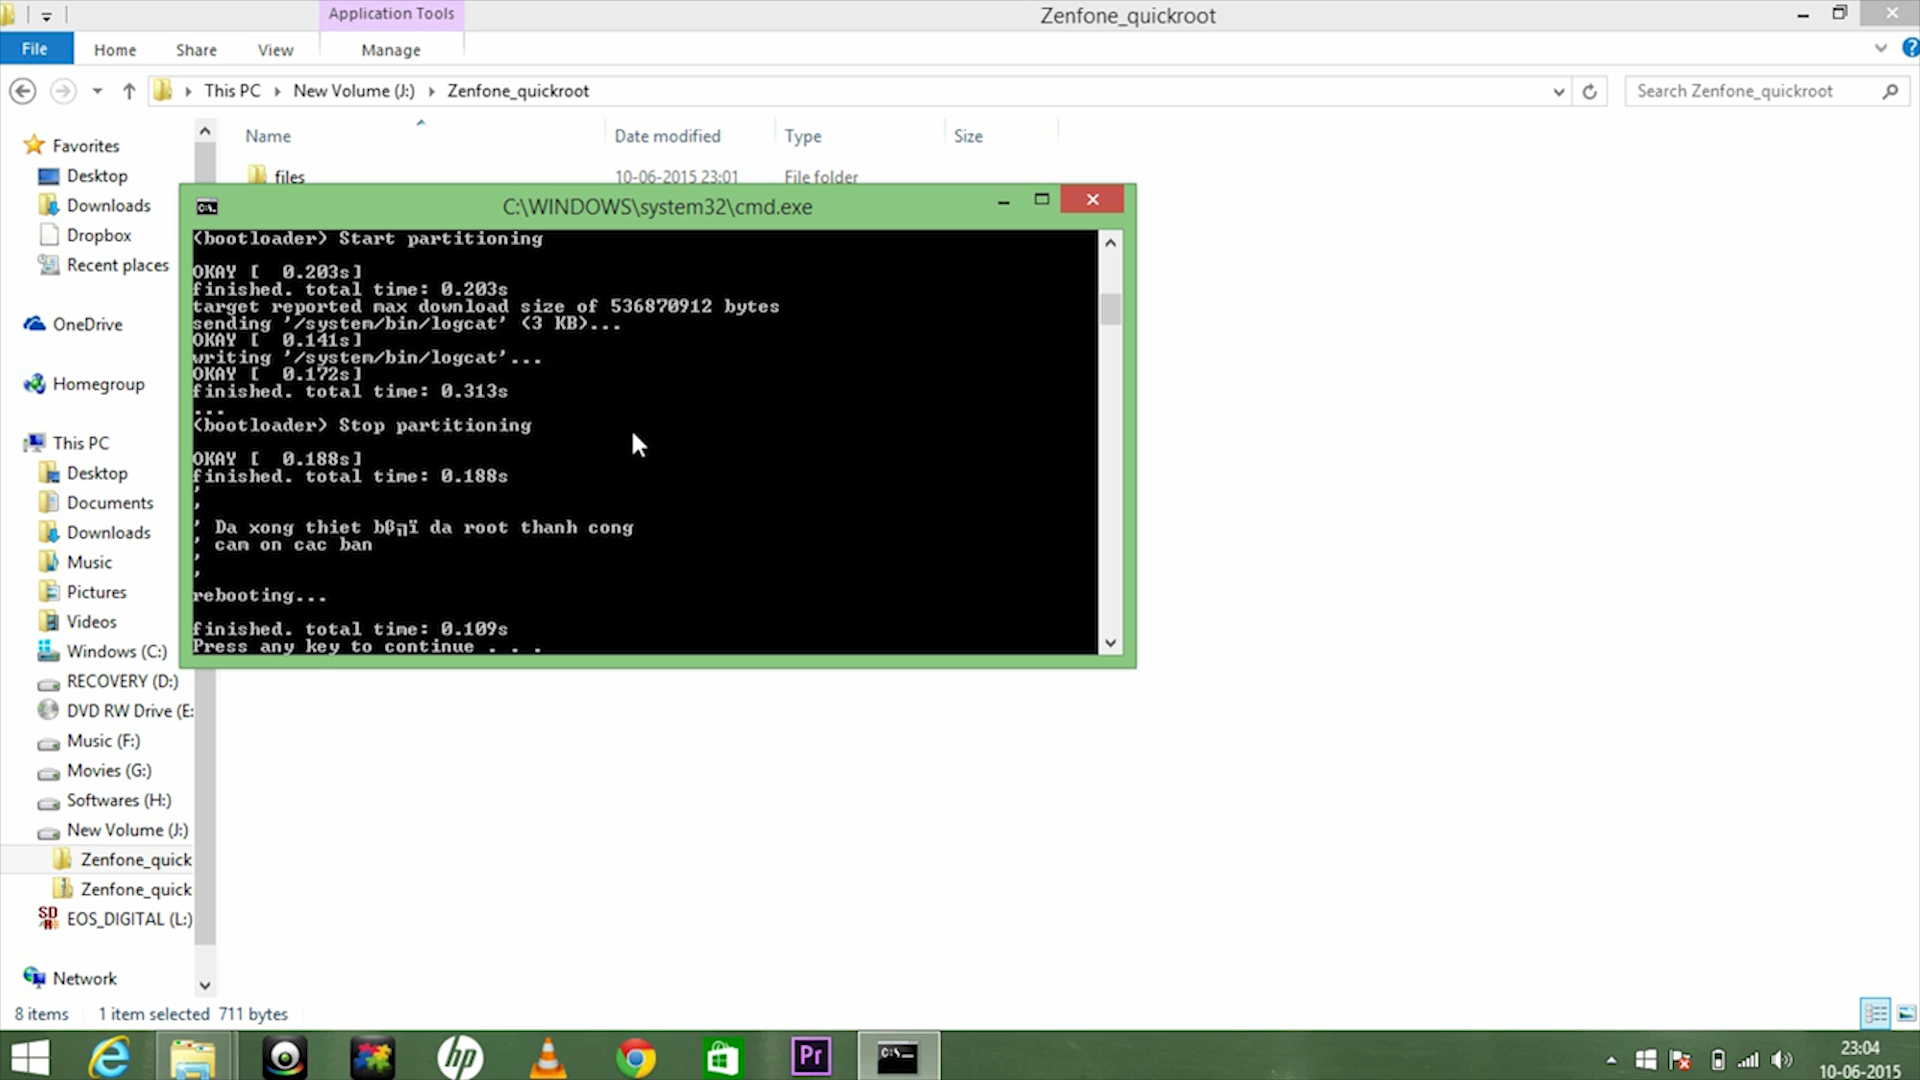 Application Tools
Zenfone_quickroot
File
Home
Share
View
Manage
This PC
New Volume (J:)
Zenfone_quickroot
Search Zenfone_quickroot
Name
Date modified
Type
Size
files
10-06-2015 23:01
File folder
Favorites
Desktop
Downloads
Dropbox
Recent places
OneDrive
Homegroup
This PC
Desktop
Documents
Downloads
Music
Pictures
Videos
Windows (C:)
RECOVERY (D:)
DVD RW Drive (E:
Music (F:)
Movies (G:)
Softwares (H:)
New Volume (J:)
Zenfone_quick
Zenfone_quick
EOS_DIGITAL (L:)
Network
C:\WINDOWS\system32\cmd.exe
(bootloader) Start partitioning
OKAY [  0.203s]
finished. total time: 0.203s
target reported max download size of 536870912 bytes
sending '/system/bin/logcat' (3 KB)...
OKAY [  0.141s]
writing '/system/bin/logcat'...
OKAY [  0.172s]
finished. total time: 0.313s
...
(bootloader) Stop partitioning
OKAY [  0.188s]
finished. total time: 0.188s
'
'
' Da xong thiet bß╗ï da root thanh cong
' cam on cac ban
'
'
rebooting...
finished. total time: 0.109s
Press any key to continue . . .
8 items
1 item selected  711 bytes
hp
Pr
C:\._
23:04
10-06-2015